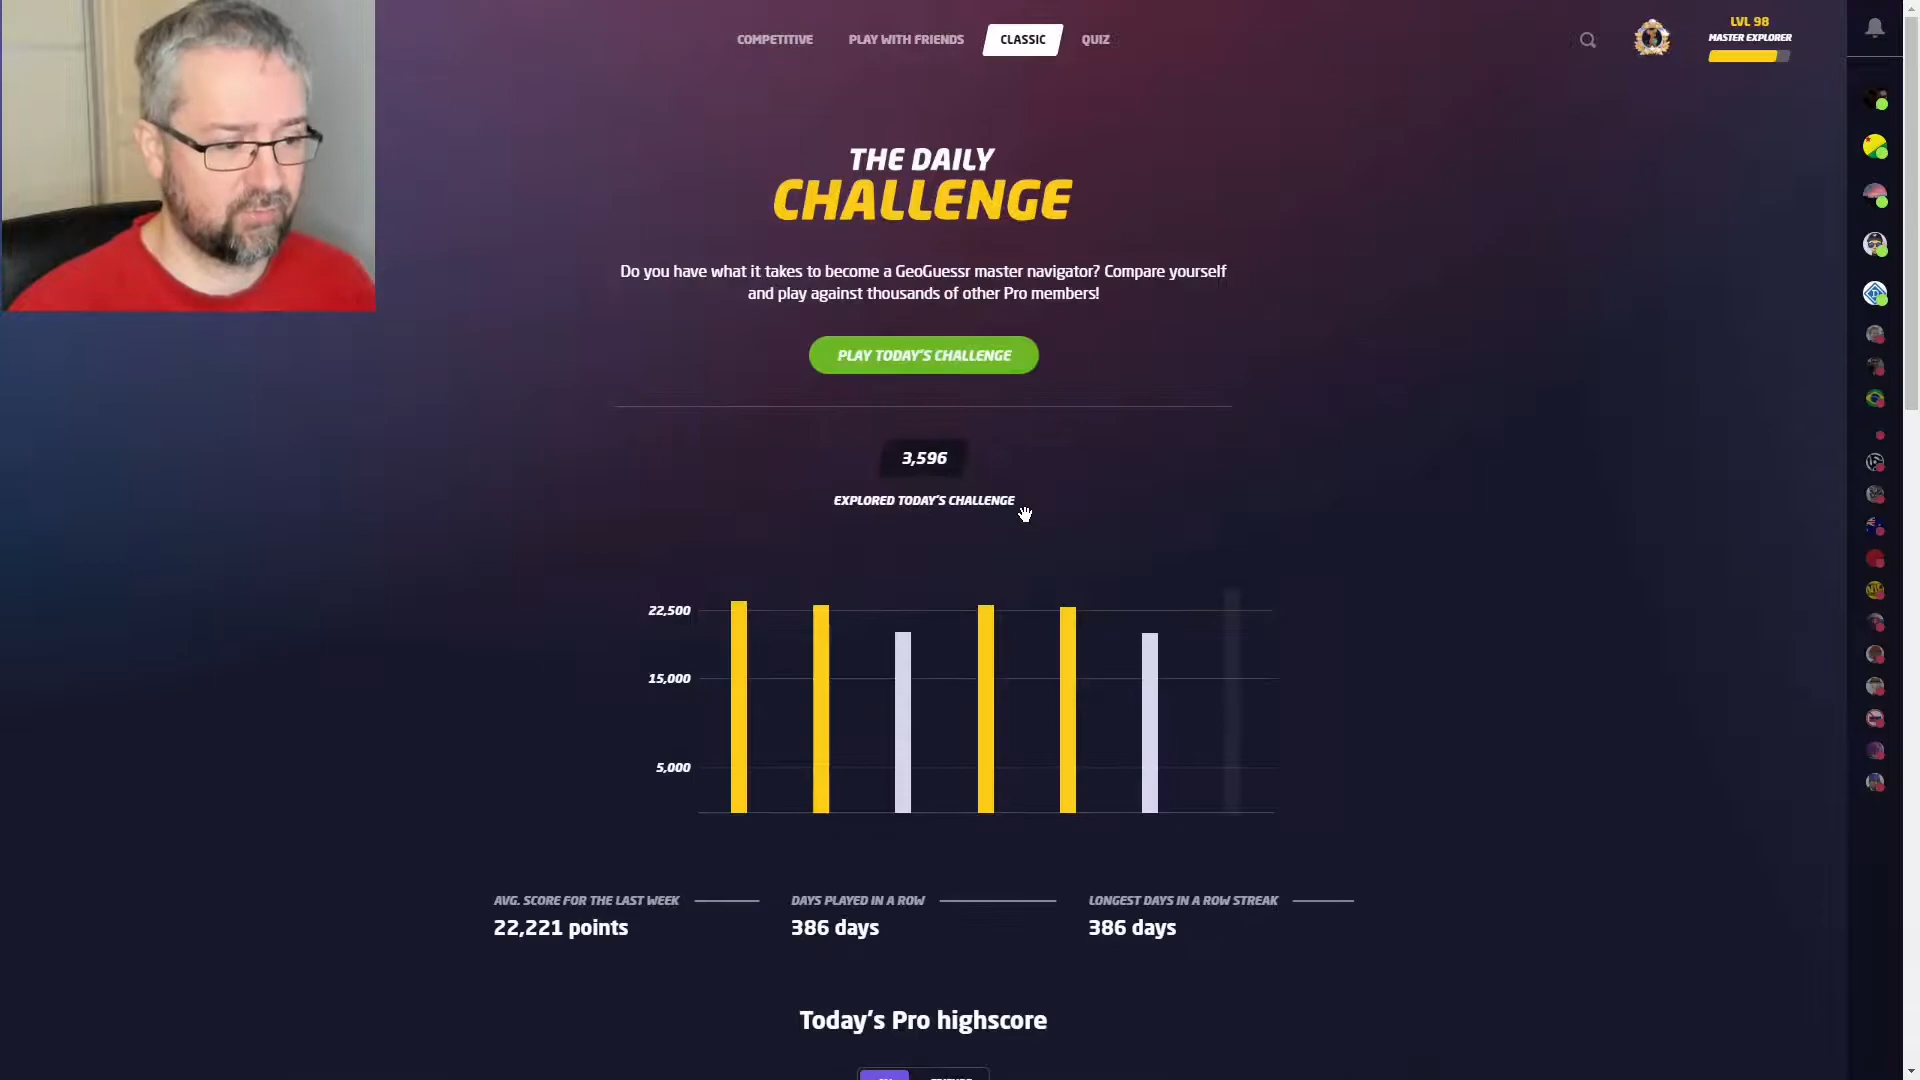 COMPETITIVE PLAY WITH FRIENDS CLASSIC QUIZ
LVL 98
MASTER EXPLORER
THE DAILY
CHALLENGE
Do you have what it takes to become a GeoGuessr master navigator? Compare yourself
and play against thousands of other Pro members!
PLAY TODAY'S CHALLENGE
3,596
EXPLORED TODAY'S CHALLENGE
22,500
15,000
5,000
AVG. SCORE FOR THE LAST WEEK
22,221 points
DAYS PLAYED IN A ROW
386 days
LONGEST DAYS IN A ROW STREAK
386 days
Today's Pro highscore